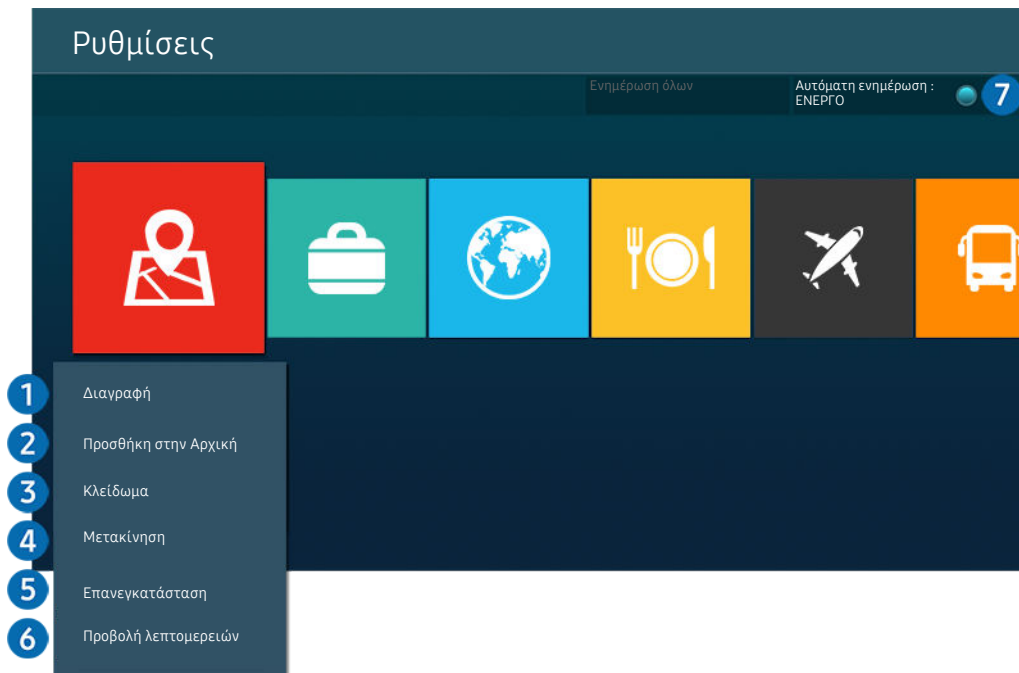 Ρυθμίσεις
Ενημέρωση όλων
Αυτόματη ενημέρωση :
ΕΝΕΡΓΟ
7
1 Διαγραφή
2 Προσθήκη στην Αρχική
3 Κλείδωμα
4 Μετακίνηση
5 Επανεγκατάσταση
6 Προβολή λεπτομερειών